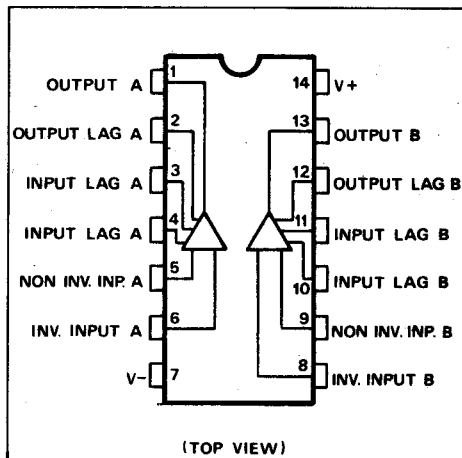 OUTPUT A 1
14 V+
OUTPUT LAG A 2
13 OUTPUT B
INPUT LAG A 3
12 OUTPUT LAG B
INPUT LAG A 4
11 INPUT LAG B
NON INV. INP. A 5
10 INPUT LAG B
INV. INPUT A 6
9 NON INV. INP. B
V- 7
8 INV. INPUT B
(TOP VIEW)